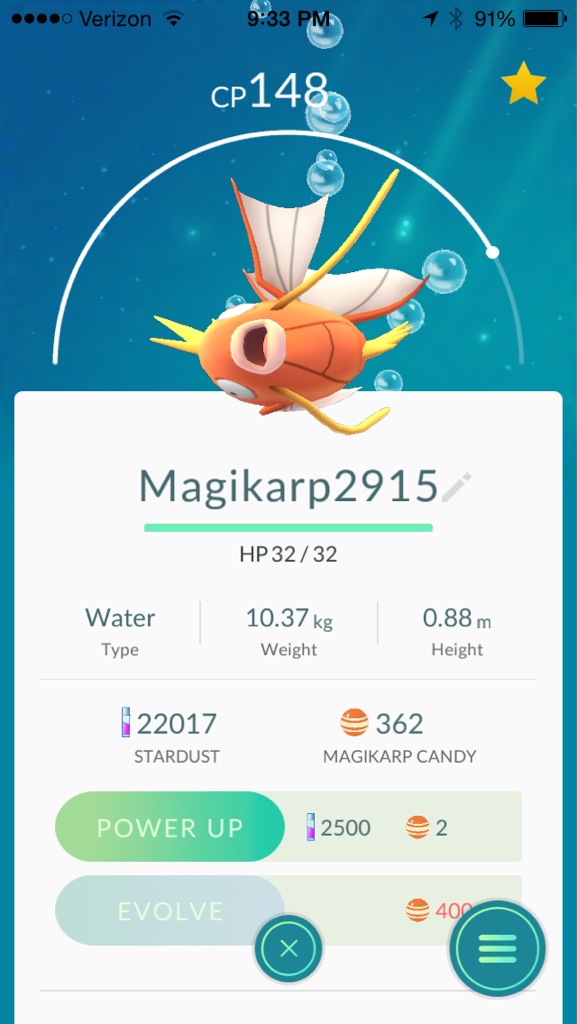 Verizon 9:33 PM 91%
CP148
Magikarp2915
HP 32 / 32
Water 10.37 kg 0.88 m
Type Weight Height
22017 362
STARDUST MAGIKARP CANDY
POWER UP 2500 2
EVOLVE 400